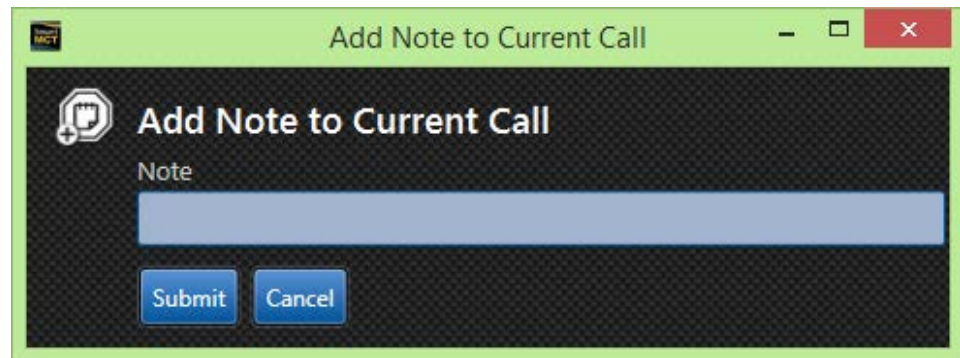 Add Note to Current Call
Add Note to Current Call
Note
Submit
Cancel